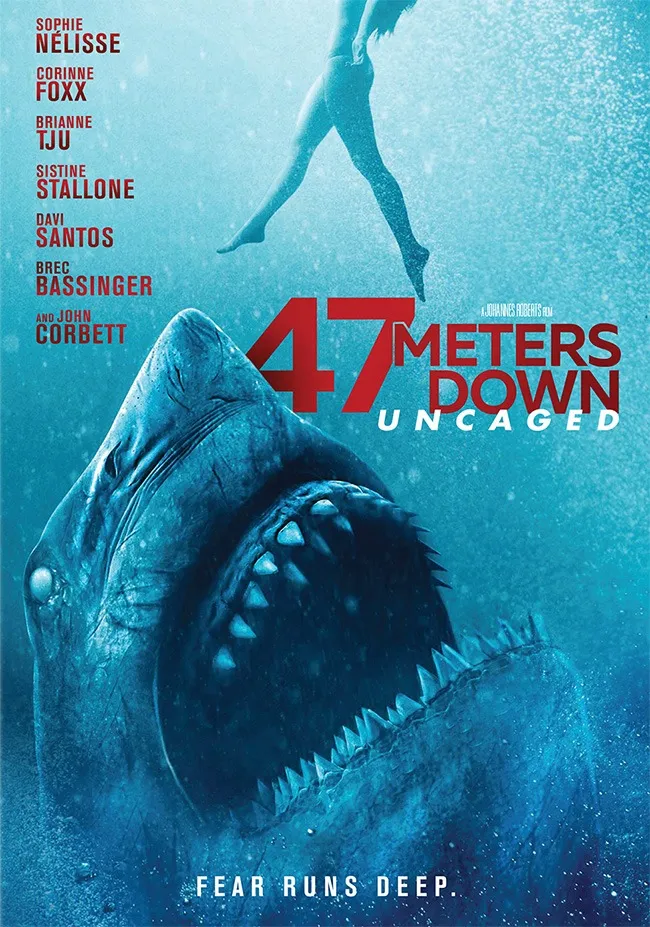 SOPHIE
NÉLISSE
CORINNE
FOXX
BRIANNE
TJU
SISTINE
STALLONE
DAVI
SANTOS
BREC
BASSINGER
AND JOHN
CORBETT
A JOHANNES ROBERTS FILM
47 METERS
DOWN
UNCAGED
FEAR RUNS DEEP.